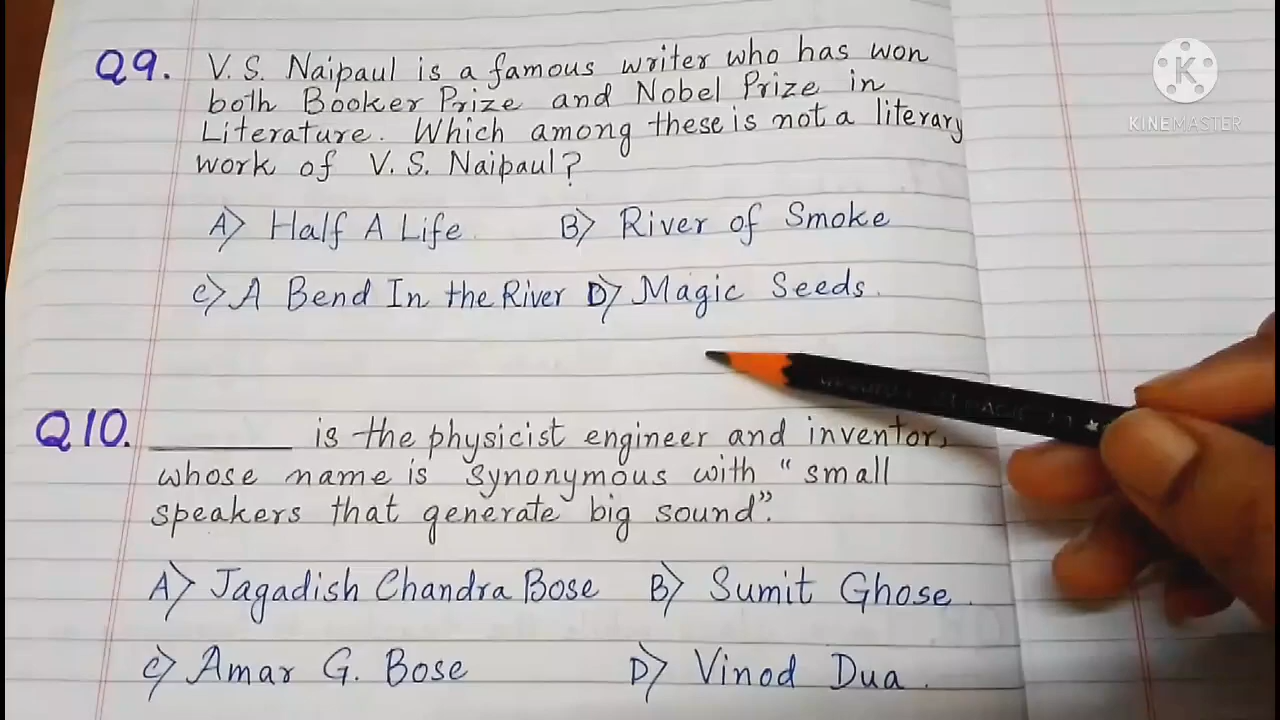 Q9. V. S. Naipaul is a famous writer who has won
both Booker Prize and Nobel Prize in
Literature. Which among these is not a literary
work of V. S. Naipaul?
A) Half A Life. B) River of Smoke
C) A Bend In the River D) Magic Seeds.
Q10. ________ is the physicist engineer and inventor,
whose name is synonymous with “small
speakers that generate big sound”.
A) Jagadish Chandra Bose B) Sumit Ghose.
C) Amar G. Bose D) Vinod Dua.
K
KINEMASTER